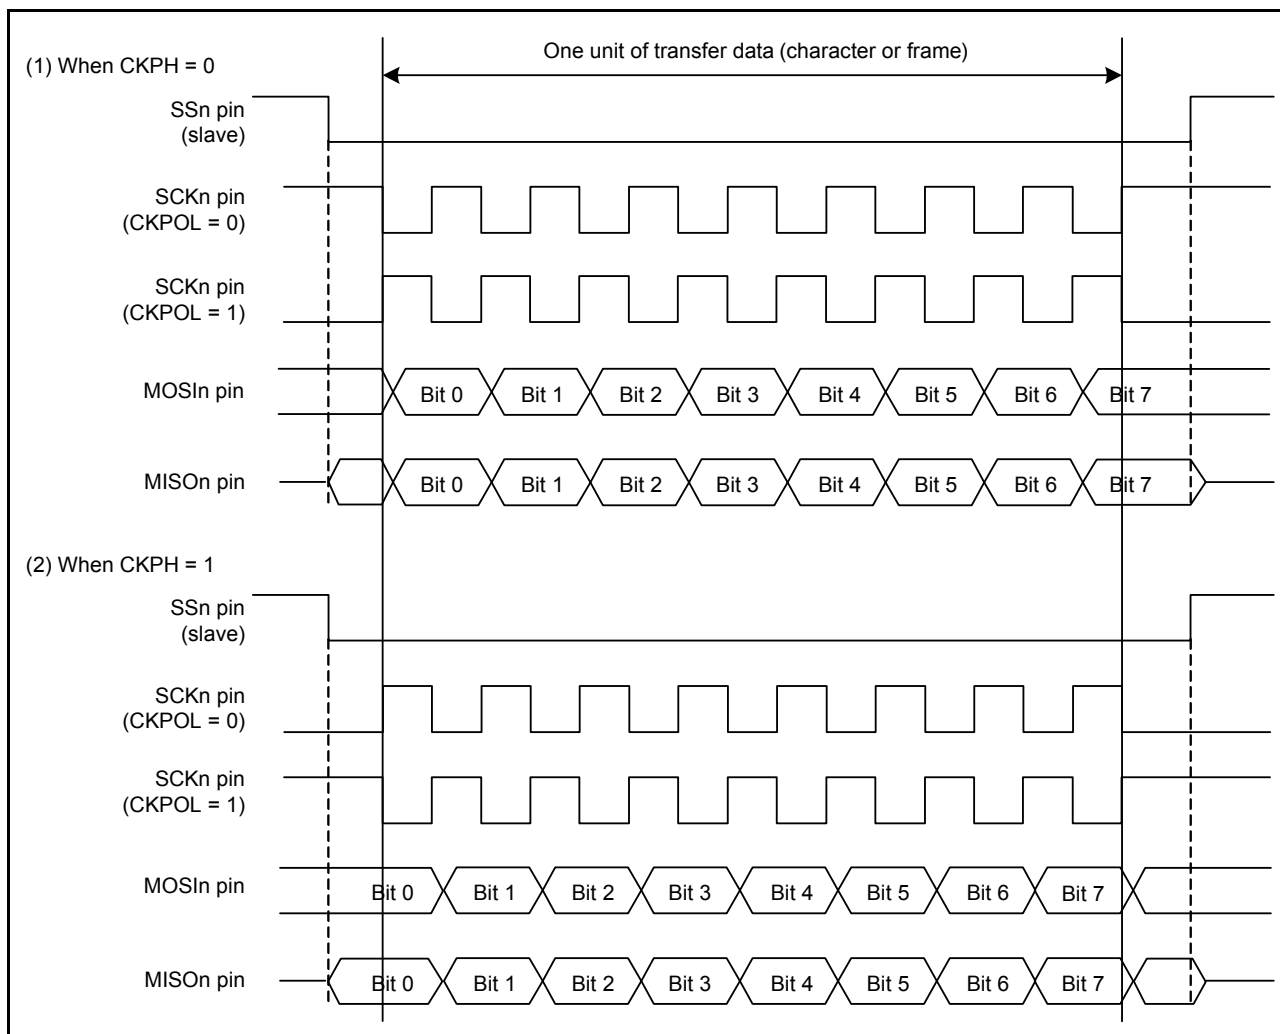 One unit of transfer data (character or frame)
(1) When CKPH = 0
SSn pin
(slave)
SCKn pin
(CKPOL = 0)
SCKn pin
(CKPOL = 1)
MOSIn pin
Bit 0 Bit 1 Bit 2 Bit 3 Bit 4 Bit 5 Bit 6 Bit 7
MISOn pin
Bit 0 Bit 1 Bit 2 Bit 3 Bit 4 Bit 5 Bit 6 Bit 7
(2) When CKPH = 1
SSn pin
(slave)
SCKn pin
(CKPOL = 0)
SCKn pin
(CKPOL = 1)
MOSIn pin
Bit 0 Bit 1 Bit 2 Bit 3 Bit 4 Bit 5 Bit 6 Bit 7
MISOn pin
Bit 0 Bit 1 Bit 2 Bit 3 Bit 4 Bit 5 Bit 6 Bit 7